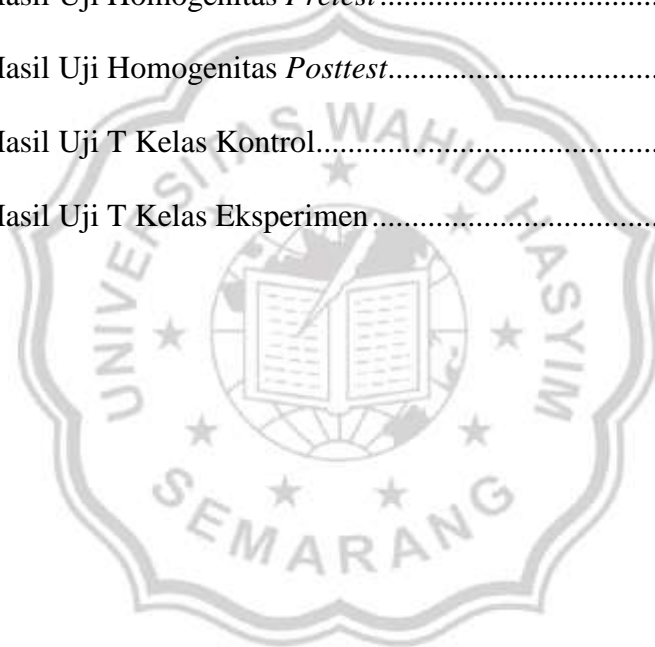 Hasil Uji Homogenitas Pretest..............................
Hasil Uji Homogenitas Posttest.............................
Hasil Uji T Kelas Kontrol.....................................
Hasil Uji T Kelas Eksperimen...............................
UNIVERSITAS WAHID HASYIM
SEMARANG